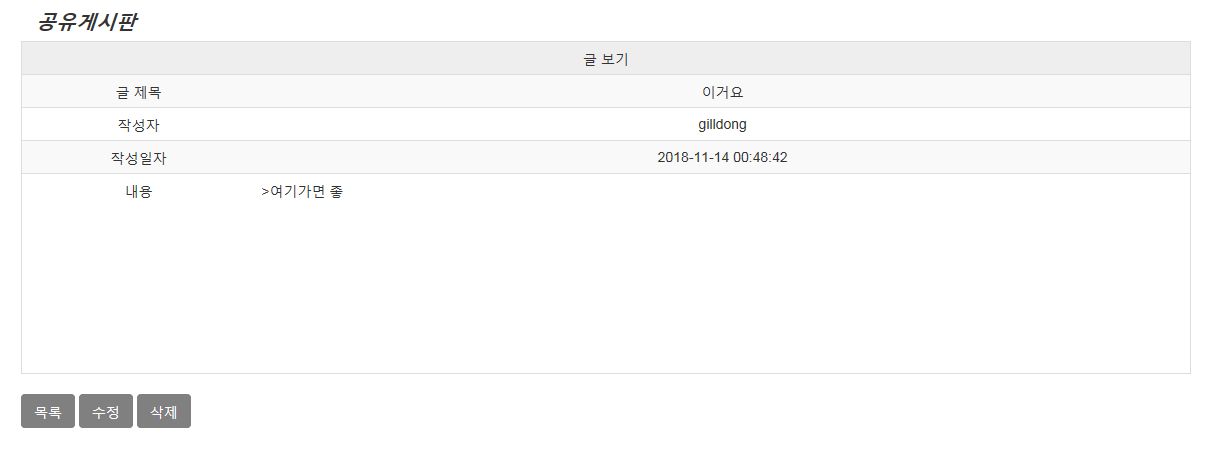 공유게시판
글 보기
글 제목 이거요
작성자 gilldong
작성일자 2018-11-14 00:48:42
내용 >여기가면 좋
목록 수정 삭제